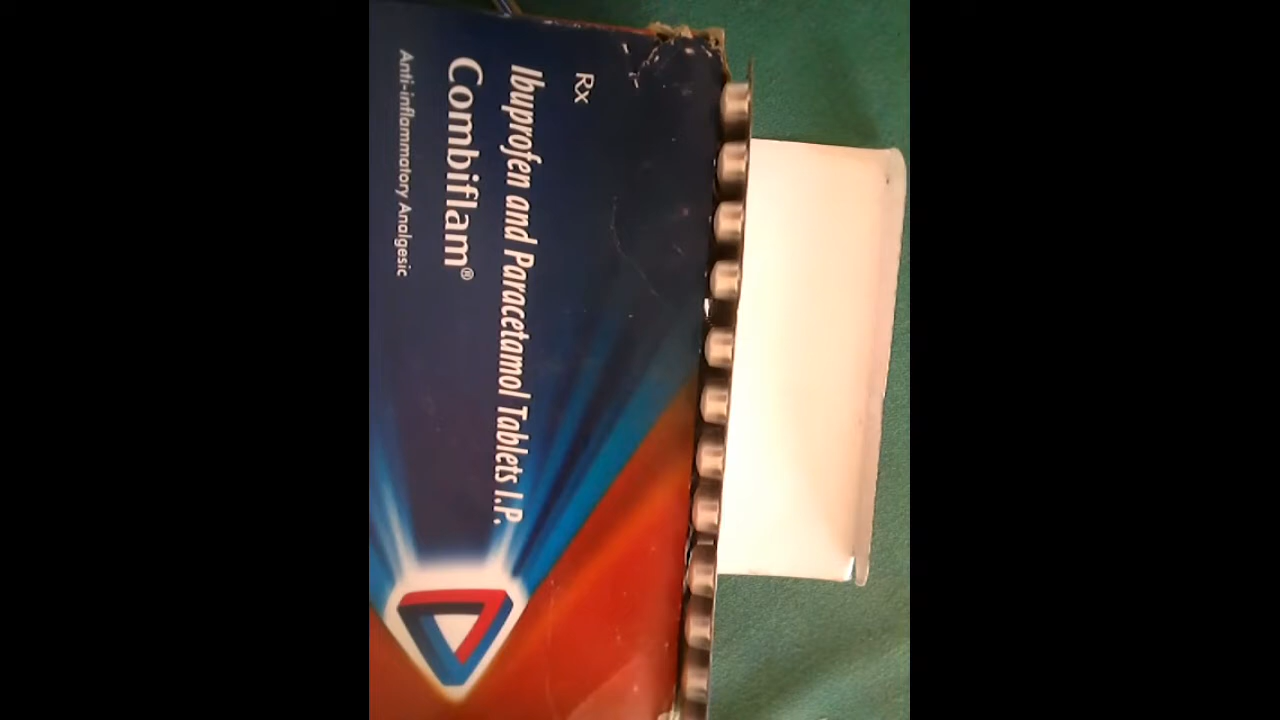 Rx
Ibuprofen and Paracetamol Tablets I.P.
Combiflam®
Anti-inflammatory Analgesic